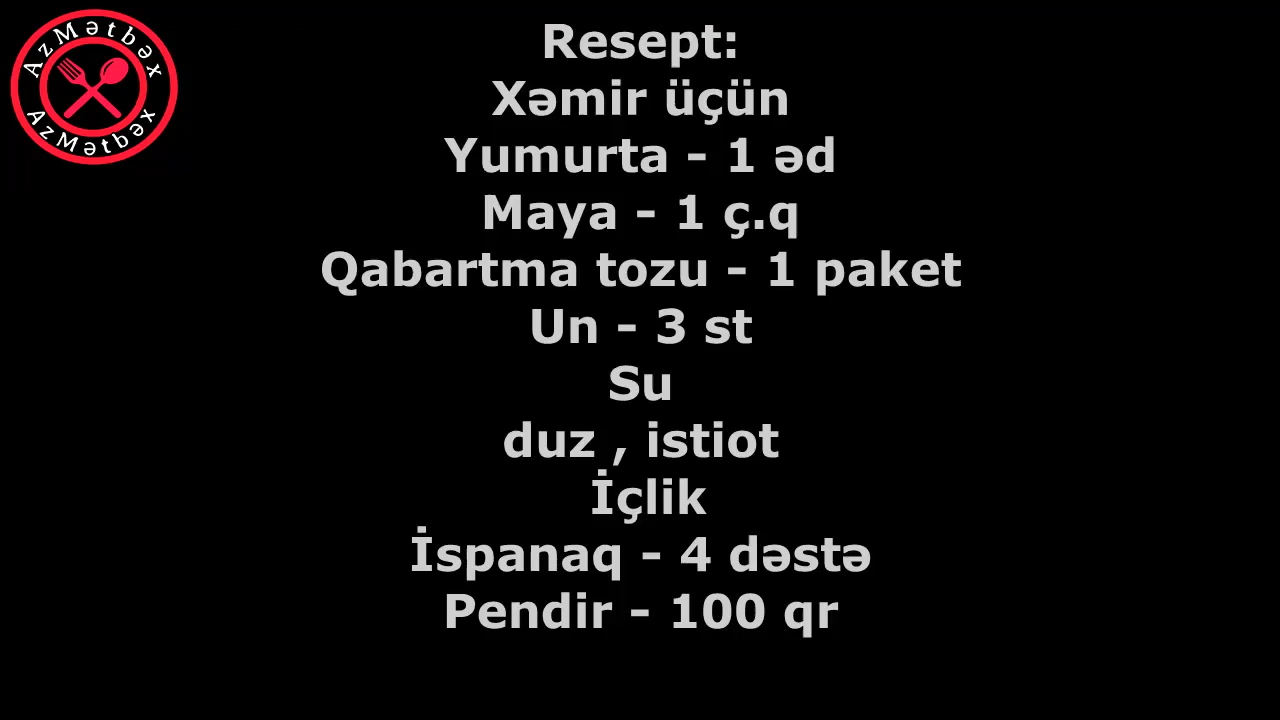 AzMətbəx
AzMətbəx
Resept:
Xəmir üçün
Yumurta - 1 əd
Maya - 1 ç.q
Qabartma tozu - 1 paket
Un - 3 st
Su
duz , istiot
İçlik
İspanaq - 4 dəstə
Pendir - 100 qr